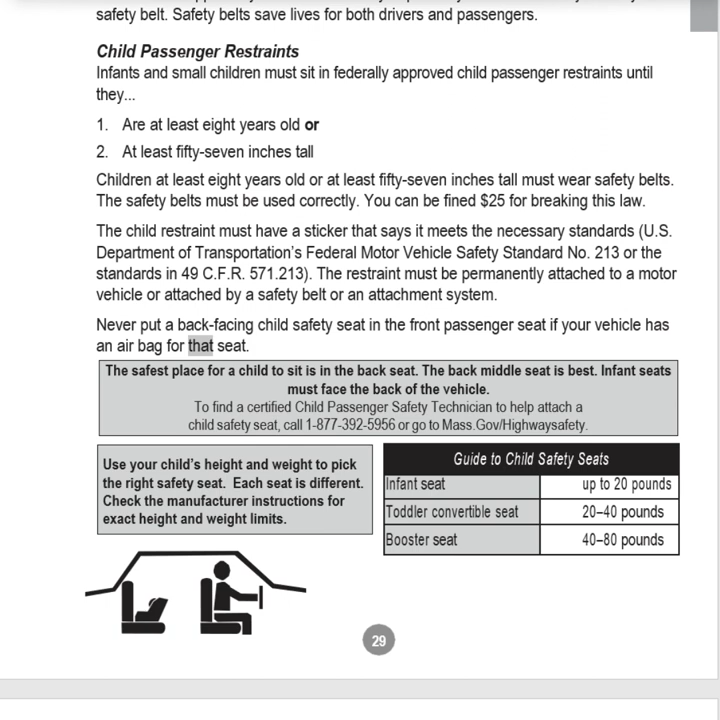 safety belt. Safety belts save lives for both drivers and passengers.
Child Passenger Restraints
Infants and small children must sit in federally approved child passenger restraints until
they...
1. Are at least eight years old or
2. At least fifty-seven inches tall
Children at least eight years old or at least fifty-seven inches tall must wear safety belts.
The safety belts must be used correctly. You can be fined $25 for breaking this law.
The child restraint must have a sticker that says it meets the necessary standards (U.S.
Department of Transportation's Federal Motor Vehicle Safety Standard No. 213 or the
standards in 49 C.F.R. 571.213). The restraint must be permanently attached to a motor
vehicle or attached by a safety belt or an attachment system.
Never put a back-facing child safety seat in the front passenger seat if your vehicle has
an air bag for that seat.
The safest place for a child to sit is in the back seat. The back middle seat is best. Infant seats
must face the back of the vehicle.
To find a certified Child Passenger Safety Technician to help attach a
child safety seat, call 1-877-392-5956 or go to Mass.Gov/Highwaysafety.
Use your child's height and weight to pick
the right safety seat. Each seat is different.
Check the manufacturer instructions for
exact height and weight limits.
Guide to Child Safety Seats
Infant seat up to 20 pounds
Toddler convertible seat 20–40 pounds
Booster seat 40–80 pounds
29